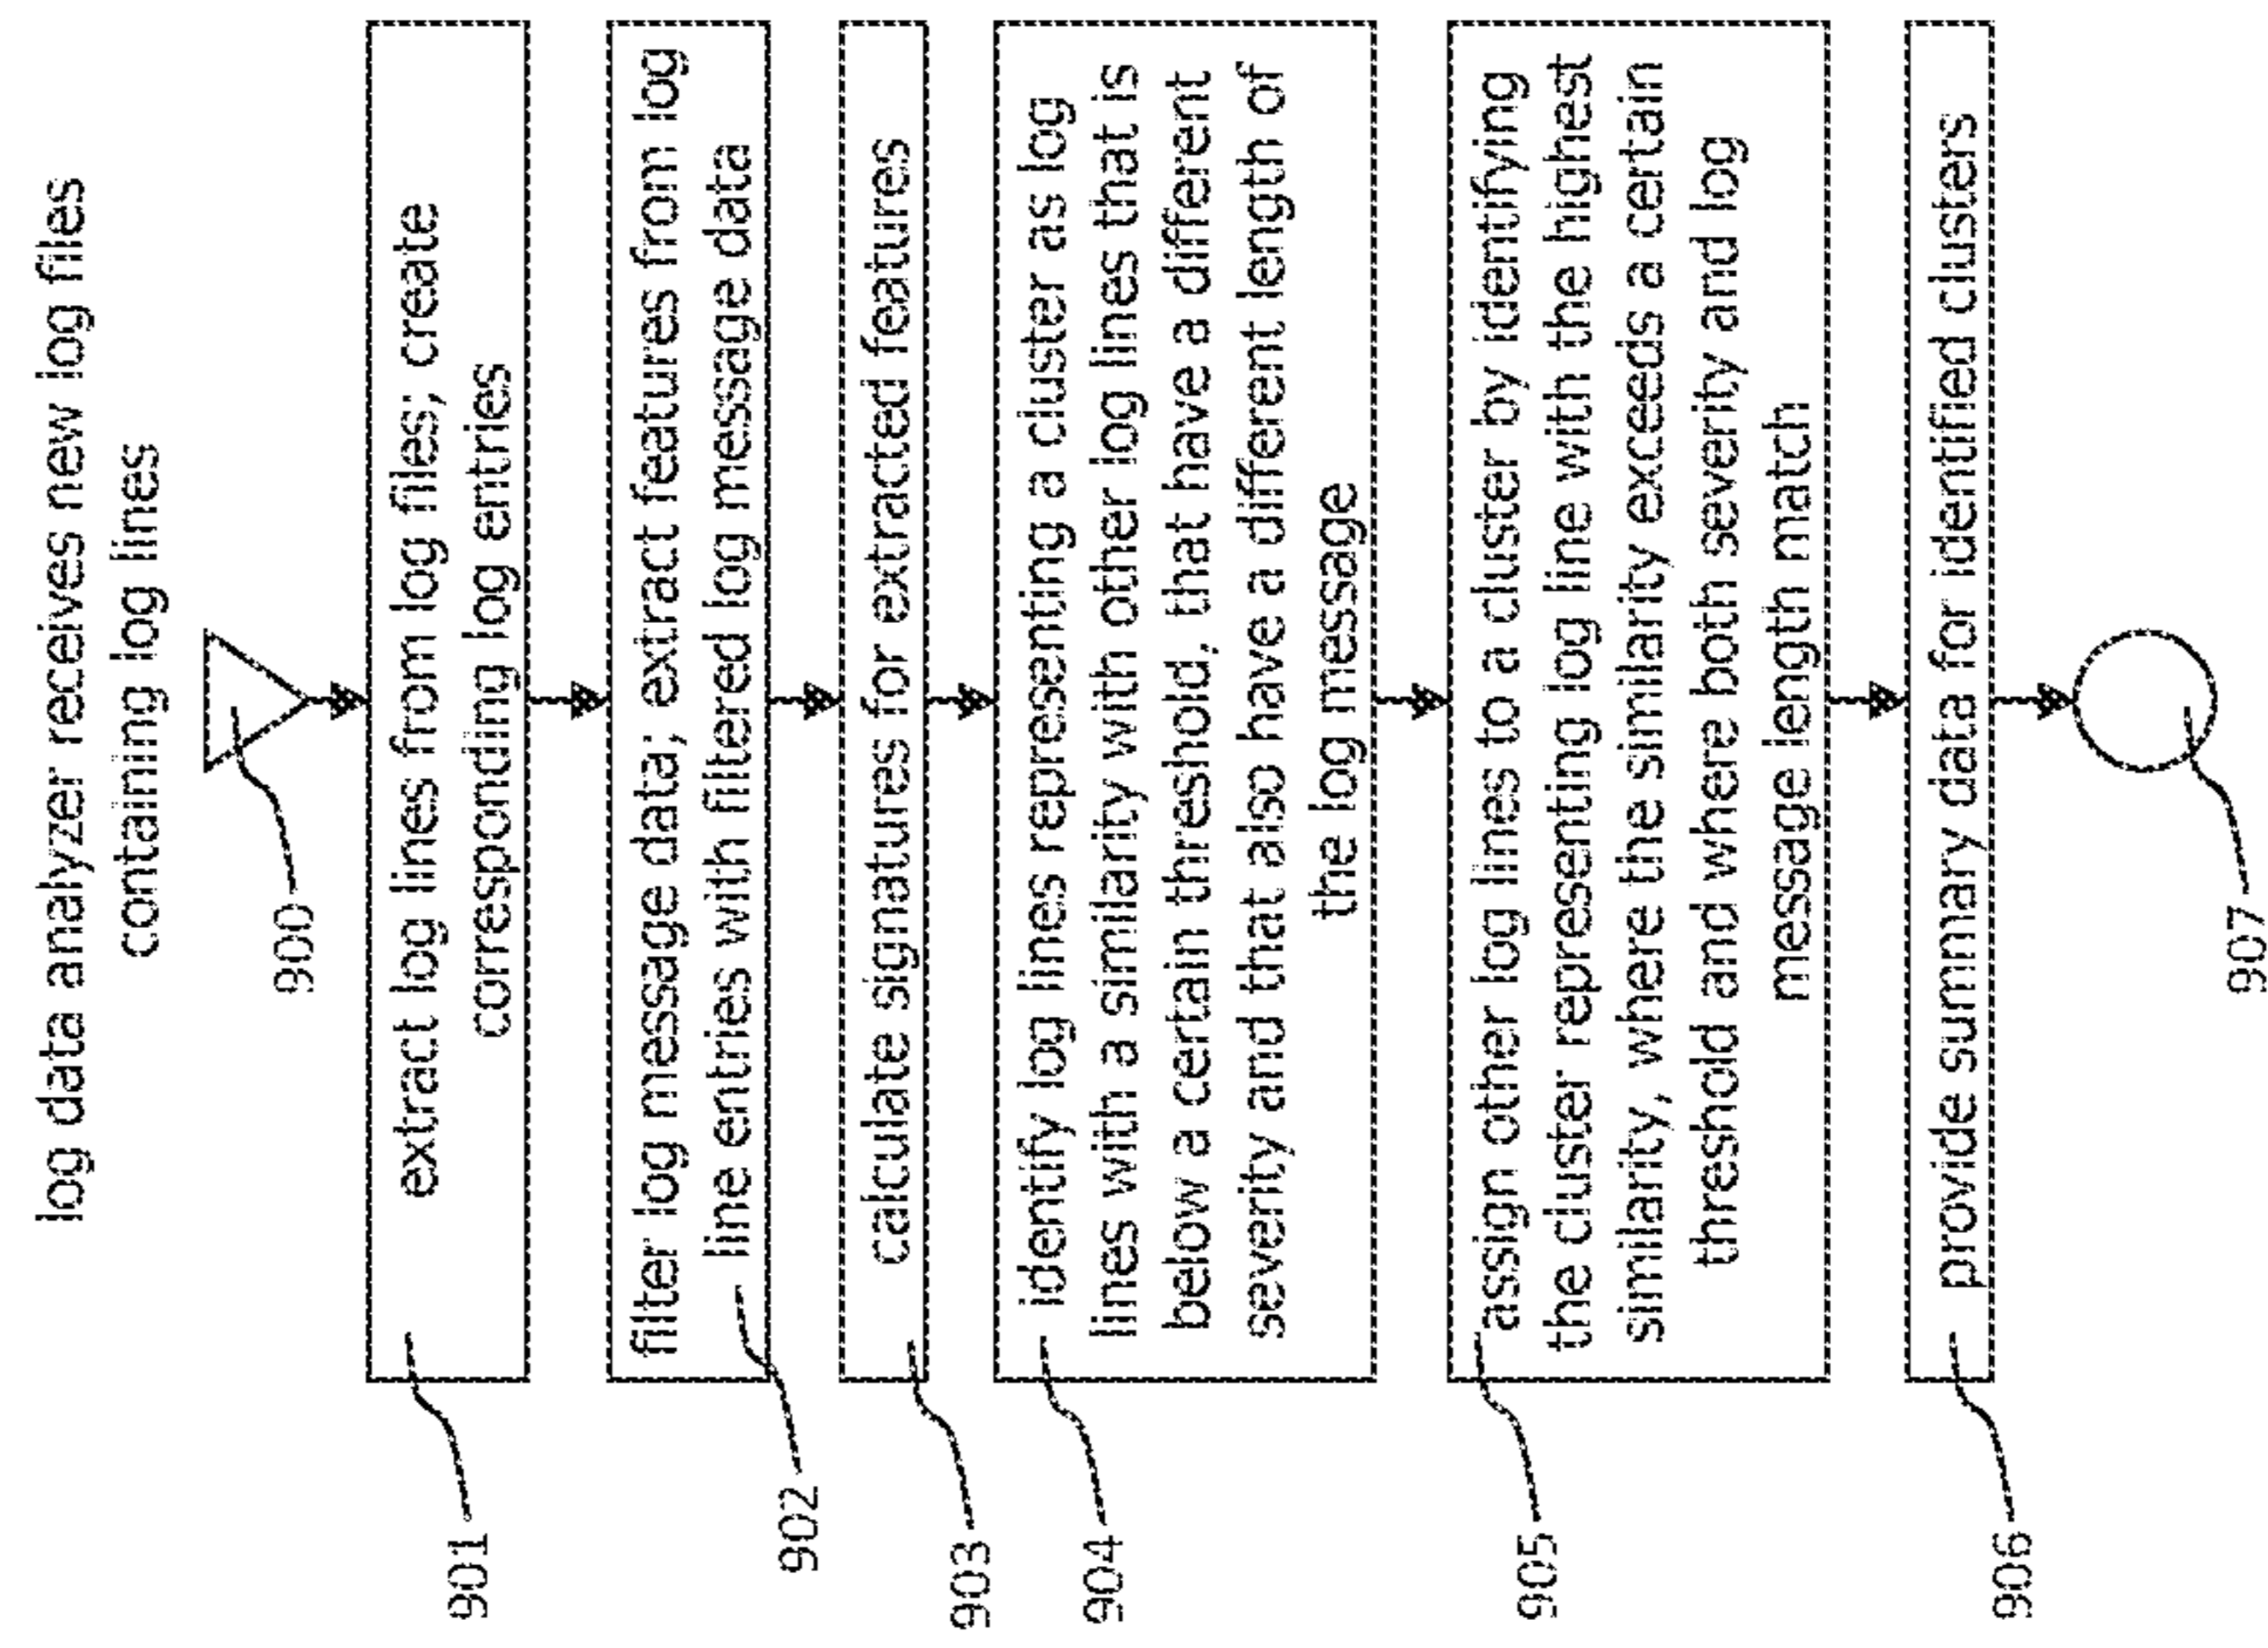 log data analyzer receives new log files
containing log lines
900
extract log lines from log files; create
corresponding log entries
901
filter log message data; extract features from log
line entries with filtered log message data
902
calculate signatures for extracted features
903
identify log lines representing a cluster as log
lines with a similarity with other log lines that is
below a certain threshold, that have a different
severity and that also have a different length of
the log message
904
assign other log lines to a cluster by identifying
the cluster representing log line with the highest
similarity, where the similarity exceeds a certain
threshold and where both severity and log
message length match
905
provide summary data for identified clusters
906
907